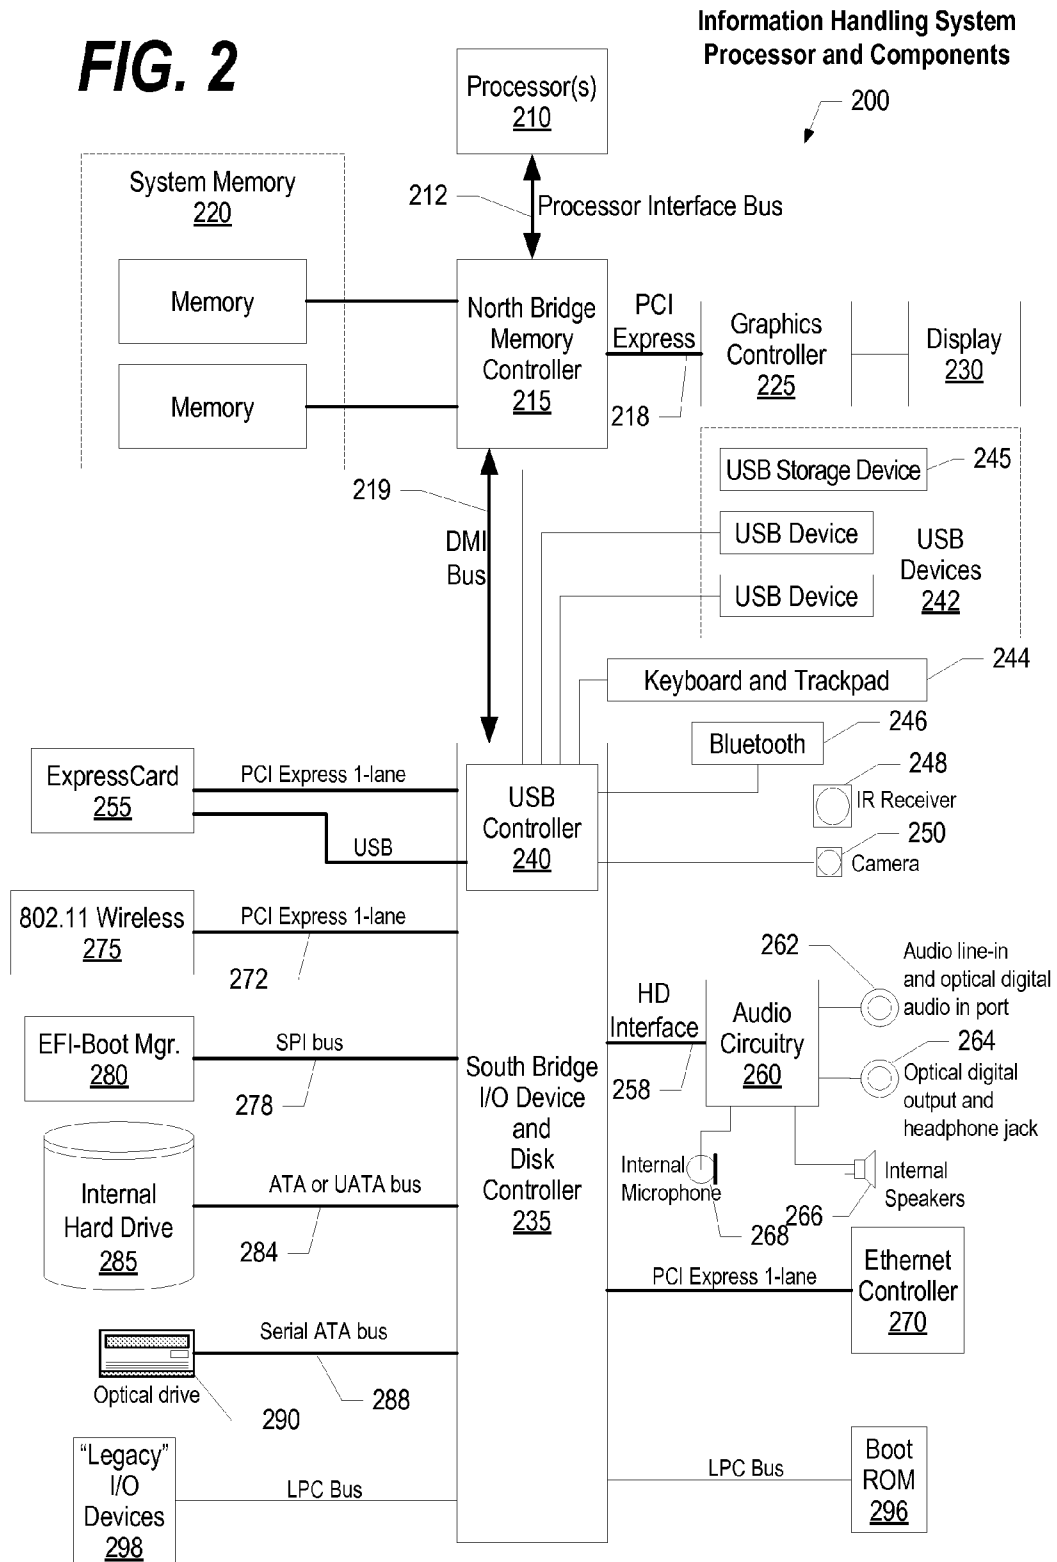 FIG. 2
Information Handling System
Processor and Components
200
Processor(s)
210
212
Processor Interface Bus
System Memory
220
Memory
Memory
North Bridge
Memory
Controller
215
PCI
Express
218
Graphics
Controller
225
Display
230
219
DMI
Bus
USB Storage Device
245
USB Device
USB Device
USB
Devices
242
Keyboard and Trackpad
244
Bluetooth
246
248
IR Receiver
250
Camera
ExpressCard
255
PCI Express 1-lane
USB
USB
Controller
240
802.11 Wireless
275
PCI Express 1-lane
272
EFI-Boot Mgr.
280
SPI bus
278
Internal
Hard Drive
285
ATA or UATA bus
284
Serial ATA bus
288
Optical drive
290
"Legacy"
I/O
Devices
298
LPC Bus
South Bridge
I/O Device
and
Disk
Controller
235
HD
Interface
258
Audio
Circuitry
260
262
Audio line-in
and optical digital
audio in port
264
Optical digital
output and
headphone jack
Internal
Microphone
268
266
Internal
Speakers
PCI Express 1-lane
Ethernet
Controller
270
LPC Bus
Boot
ROM
296